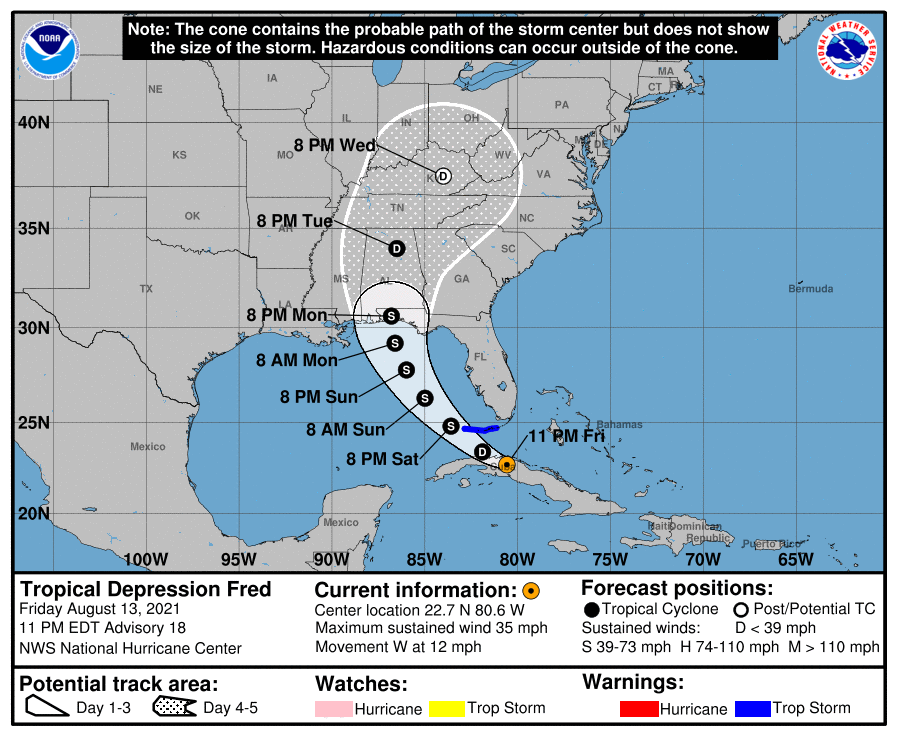 Note: The cone contains the probable path of the storm center but does not show
the size of the storm. Hazardous conditions can occur outside of the cone.
NOAA
NATIONAL WEATHER SERVICE
MA
CT
NE
IA
PA
40N
IL
IN
OH
NJ
8 PM Wed
DE
KS
MO
WV
VA
D
8 PM Tue
TN
OK
NC
35N
AR
D
SC
MS
AL
GA
TX
Bermuda
LA
8 PM Mon
S
30N
8 AM Mon
S
FL
S
8 PM Sun
S
25N
8 AM Sun
S
Bahamas
11 PM Fri
Mexico
8 PM Sat
D
20N
Mexico
Haiti
Dominican
Republic
Puerto Rico
100W
95W
90W
85W
80W
75W
70W
65W
Tropical Depression Fred
Friday August 13, 2021
11 PM EDT Advisory 18
NWS National Hurricane Center
Current information:
Center location 22.7 N 80.6 W
Maximum sustained wind 35 mph
Movement W at 12 mph
Forecast positions:
Tropical Cyclone
Post/Potential TC
Sustained winds:
D < 39 mph
S 39-73 mph
H 74-110 mph
M > 110 mph
Potential track area:
Day 1-3
Day 4-5
Watches:
Hurricane
Trop Storm
Warnings:
Hurricane
Trop Storm